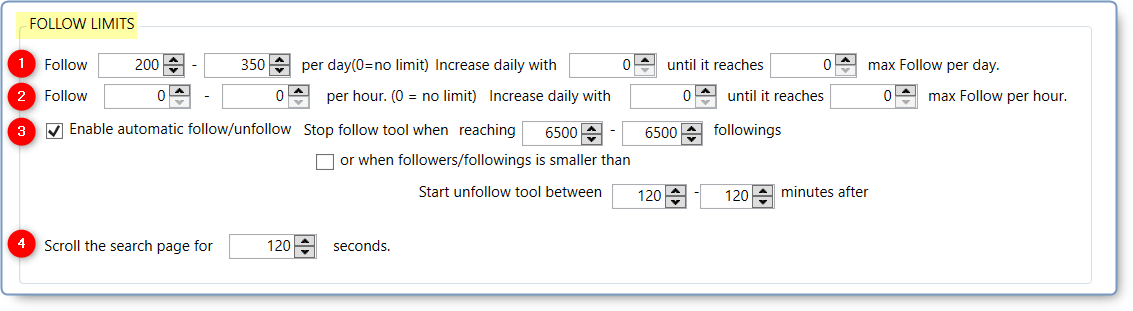 FOLLOW LIMITS
1 Follow 200 - 350 per day(0=no limit) Increase daily with 0 until it reaches 0 max Follow per day.
2 Follow 0 - 0 per hour. (0 = no limit) Increase daily with 0 until it reaches 0 max Follow per hour.
3 Enable automatic follow/unfollow Stop follow tool when reaching 6500 - 6500 followings
or when followers/followings is smaller than
Start unfollow tool between 120 - 120 minutes after
4 Scroll the search page for 120 seconds.